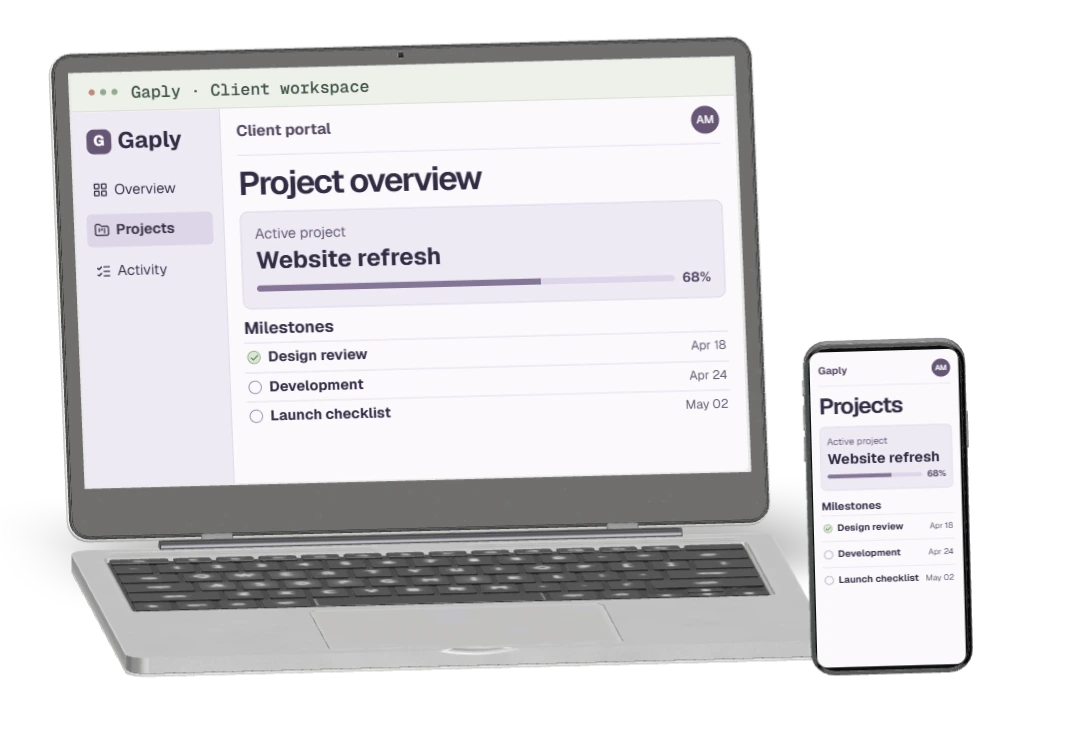 Gaply · Client workspace
G Gaply
Overview
Projects
Activity
Client portal
AM
Project overview
Active project
Website refresh
68%
Milestones
Design review Apr 18
Development Apr 24
Launch checklist May 02
Gaply AM
Projects
Active project
Website refresh
68%
Milestones
Design review Apr 18
Development Apr 24
Launch checklist May 02